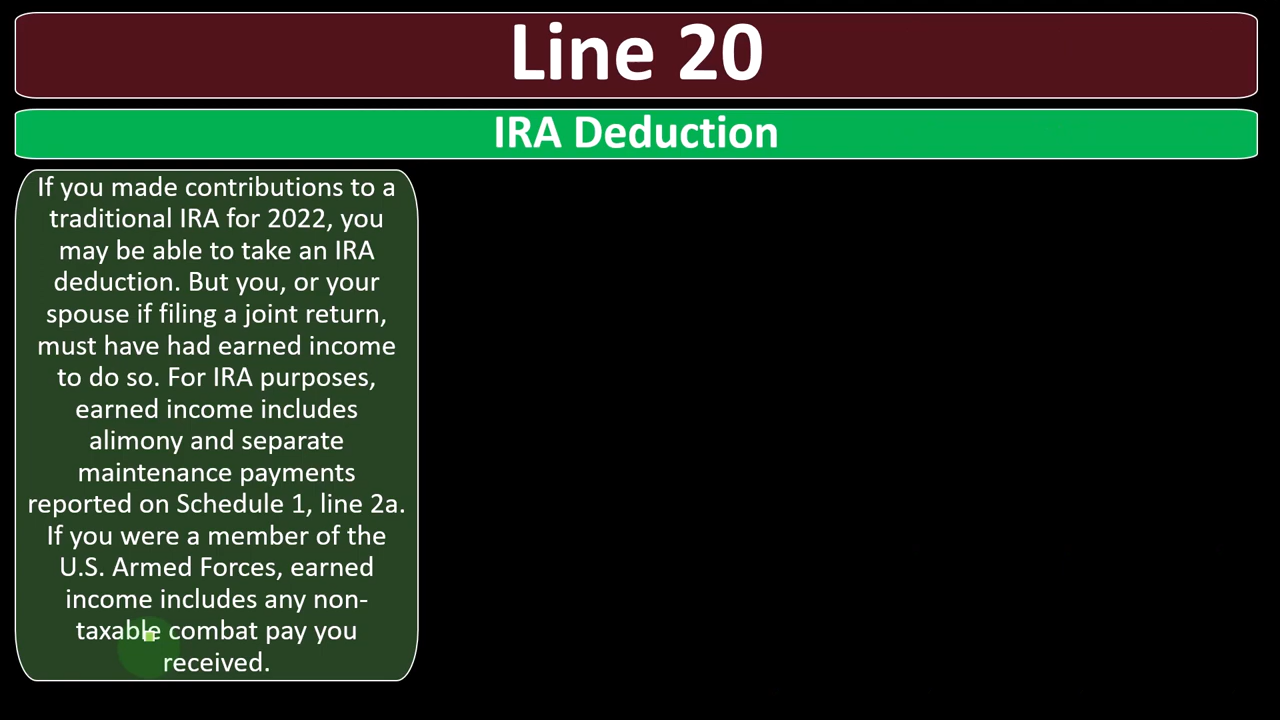 Line 20
IRA Deduction
If you made contributions to a
traditional IRA for 2022, you
may be able to take an IRA
deduction. But you, or your
spouse if filing a joint return,
must have had earned income
to do so. For IRA purposes,
earned income includes
alimony and separate
maintenance payments
reported on Schedule 1, line 2a.
If you were a member of the
U.S. Armed Forces, earned
income includes any non-
taxable combat pay you
received.